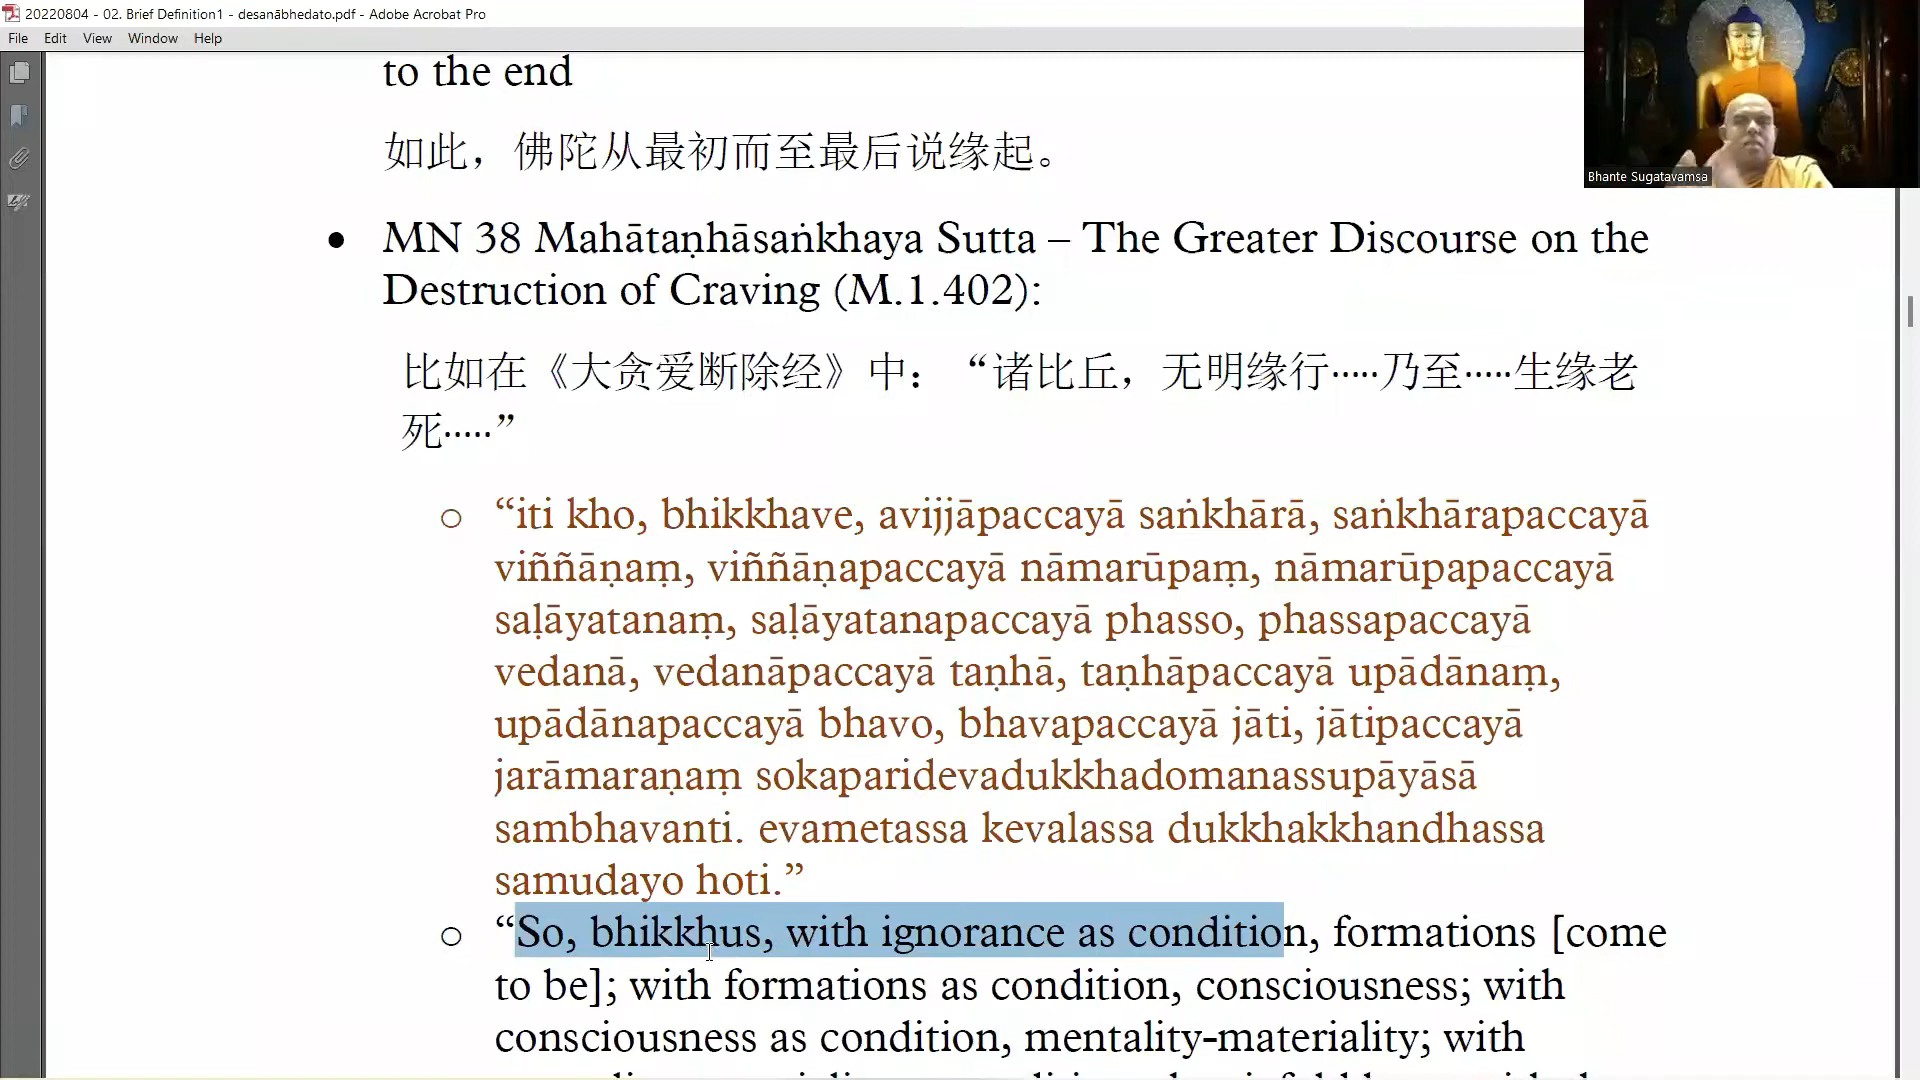 20220804 - 02. Brief Definition1 - desanābhedato.pdf - Adobe Acrobat Pro
File Edit View Window Help
Bhante Sugatavamsa
to the end
如此，佛陀从最初而至最后说缘起。
• MN 38 Mahātaṇhāsaṅkhaya Sutta – The Greater Discourse on the
Destruction of Craving (M.1.402):
比如在《大贪爱断除经》中：“诸比丘，无明缘行·····乃至·····生缘老
死·····”
“iti kho, bhikkhave, avijjāpaccayā saṅkhārā, saṅkhārapaccayā
viññāṇaṃ, viññāṇapaccayā nāmarūpaṃ, nāmarūpapaccayā
saḷāyatanaṃ, saḷāyatanapaccayā phasso, phassapaccayā
vedanā, vedanāpaccayā taṇhā, taṇhāpaccayā upādānaṃ,
upādānapaccayā bhavo, bhavapaccayā jāti, jātipaccayā
jarāmaraṇaṃ sokaparidevadukkhadomanassupāyāsā
sambhavanti. evametassa kevalassa dukkhakkhandhassa
samudayo hoti.”
“So, bhikkhus, with ignorance as condition, formations [come
to be]; with formations as condition, consciousness; with
consciousness as condition, mentality-materiality; with